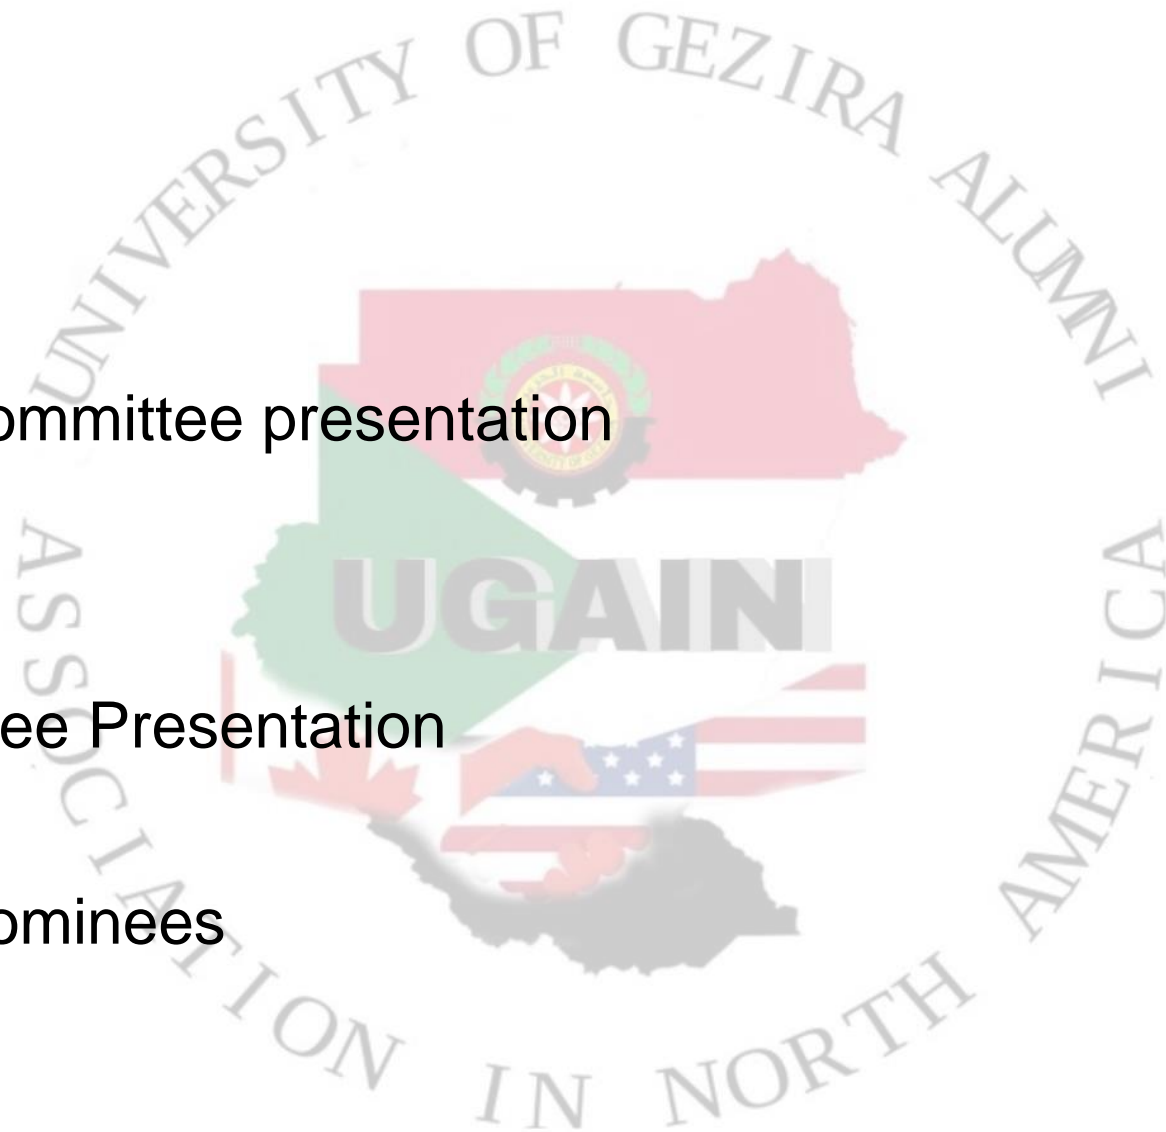 UNIVERSITY OF GEZIRA ALUMNI
ASSOCIATION IN NORTH AMERICA
ommittee presentation
UGAIN
ee Presentation
ominees